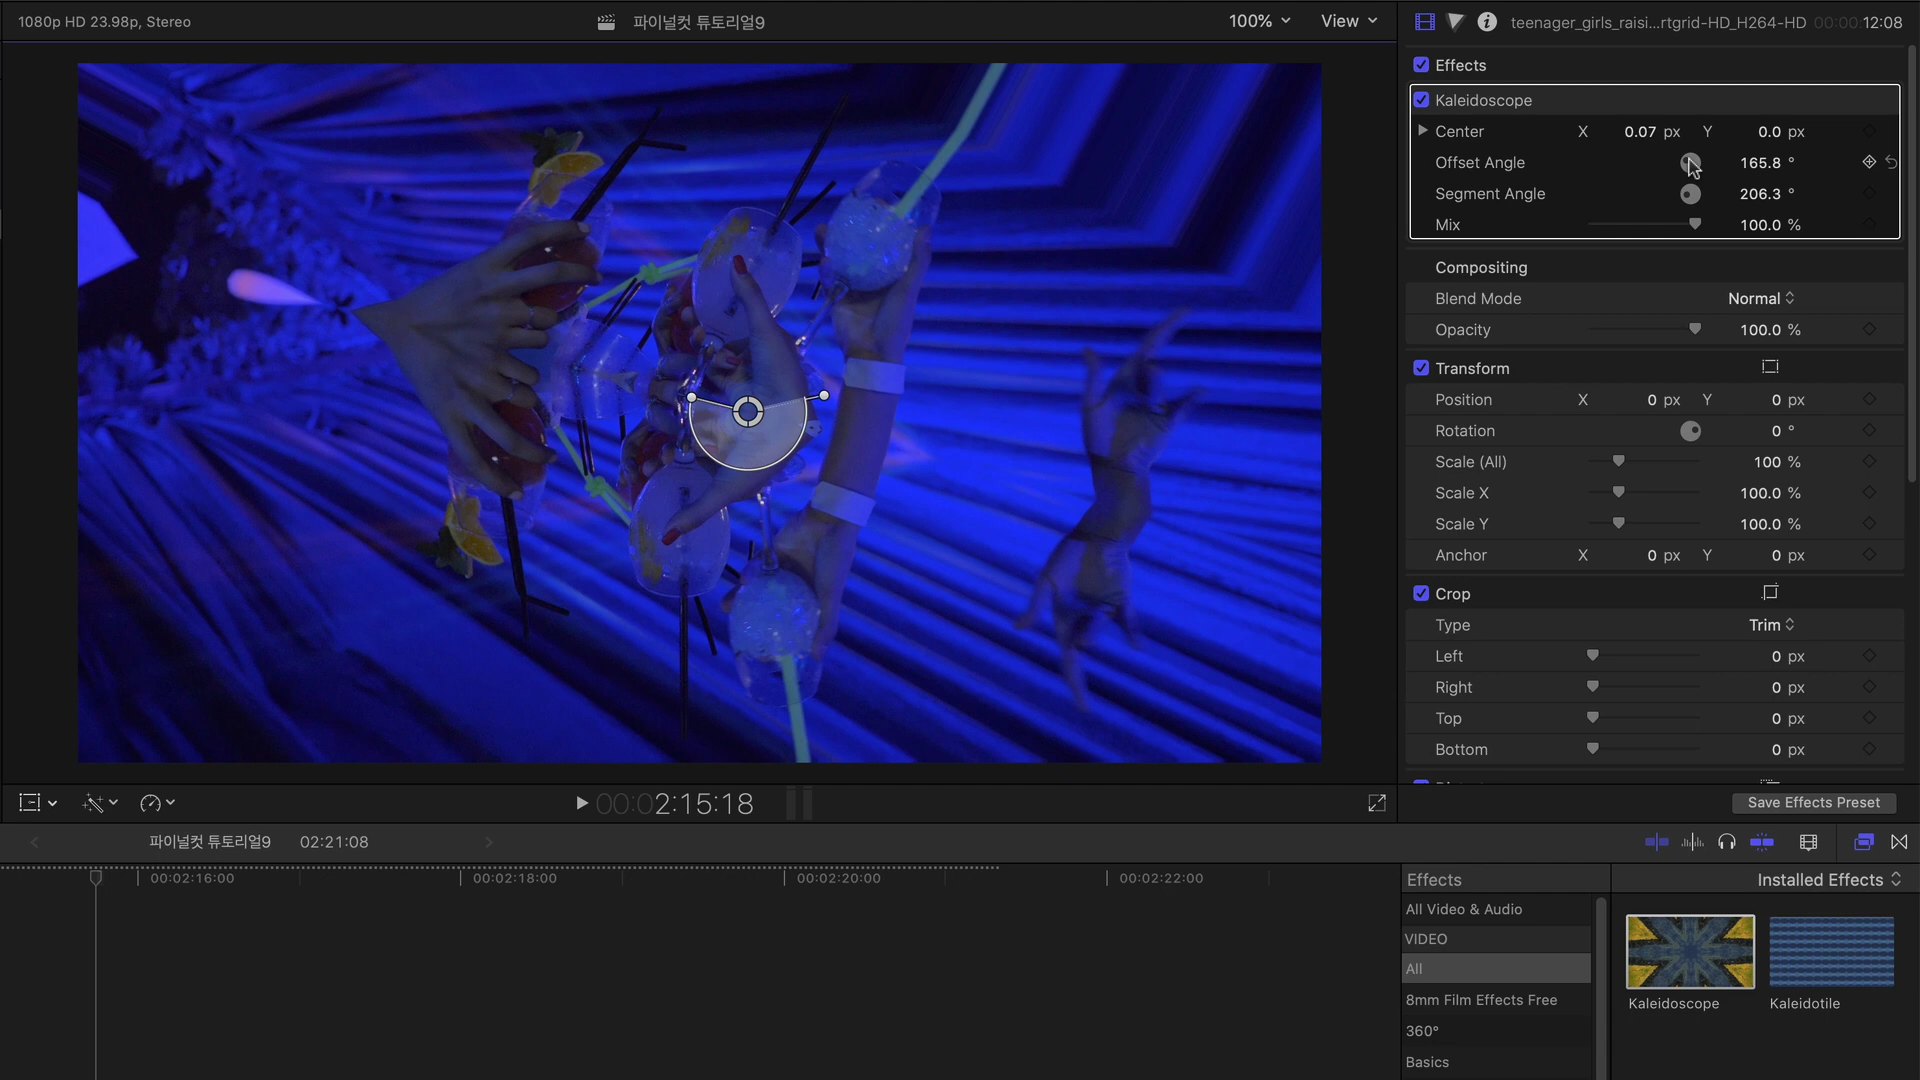 1080p HD 23.98p, Stereo
파이널컷 튜토리얼9
100% View
teenager_girls_raisi...rtgrid-HD_H264-HD 00:00:12:08
Effects
Kaleidoscope
Center X 0.07 px Y 0.0 px
Offset Angle 165.8 °
Segment Angle 206.3 °
Mix 100.0 %
Compositing
Blend Mode Normal
Opacity 100.0 %
Transform
Position X 0 px Y 0 px
Rotation 0 °
Scale (All) 100 %
Scale X 100.0 %
Scale Y 100.0 %
Anchor X 0 px Y 0 px
Crop
Type Trim
Left 0 px
Right 0 px
Top 0 px
Bottom 0 px
00:02:15:18
Save Effects Preset
파이널컷 튜토리얼9 02:21:08
00:02:16:00 00:02:18:00 00:02:20:00 00:02:22:00
Effects
Installed Effects
All Video & Audio
VIDEO
All
8mm Film Effects Free
360°
Basics
Kaleidoscope
Kaleidotile